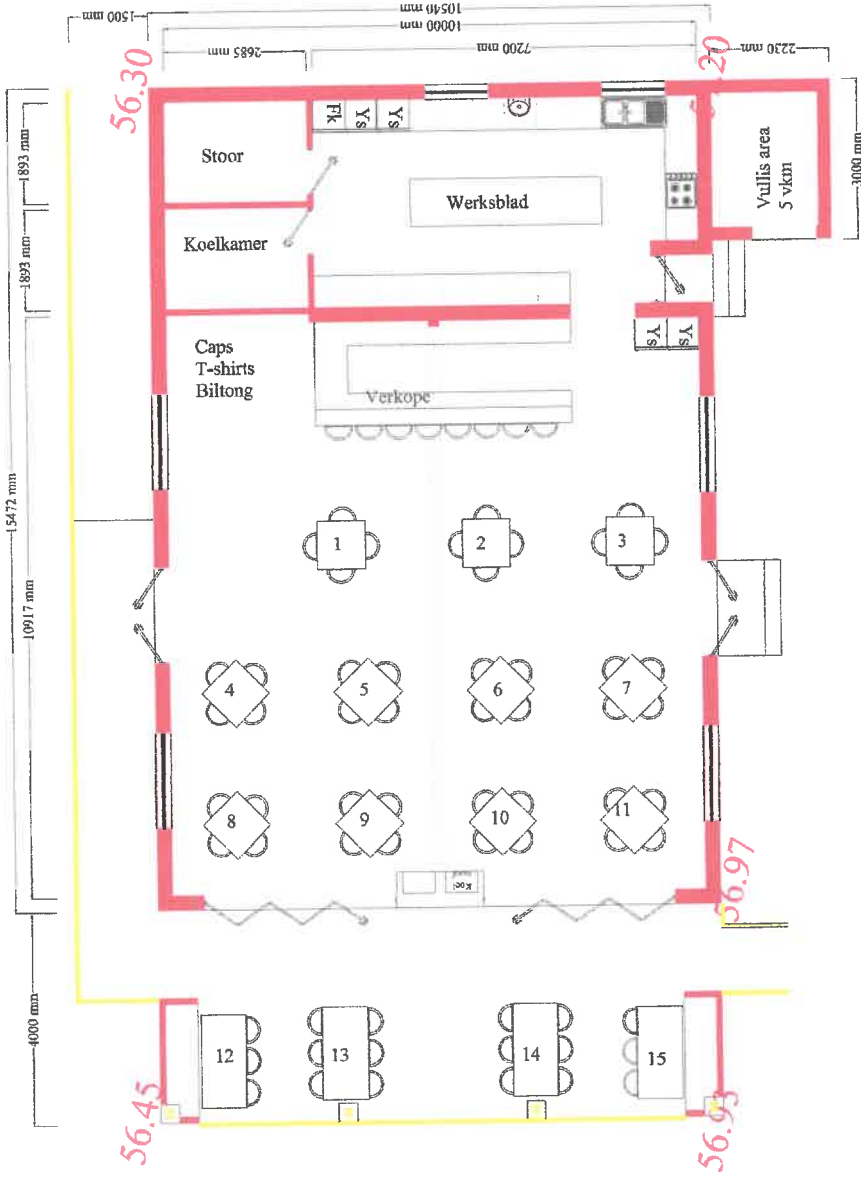 1500 mm
10540 mm
10000 mm
2685 mm
7200 mm
2230 mm
56.30
.20
1893 mm
1893 mm
15472 mm
10917 mm
4000 mm
3000 mm
Stoor
Fk
Ys
Ys
Werksblad
Vullis area
5 vkm
Koelkamer
Caps
T-shirts
Biltong
Verkope
Ys
Ys
1
2
3
4
5
6
7
8
9
10
11
Koel
56.97
12
13
14
15
56.45
56.93